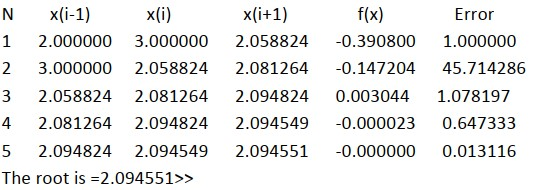 N x(i-1) x(i) x(i+1) f(x) Error
1 2.000000 3.000000 2.058824 -0.390800 1.000000
2 3.000000 2.058824 2.081264 -0.147204 45.714286
3 2.058824 2.081264 2.094824 0.003044 1.078197
4 2.081264 2.094824 2.094549 -0.000023 0.647333
5 2.094824 2.094549 2.094551 -0.000000 0.013116
The root is =2.094551>>